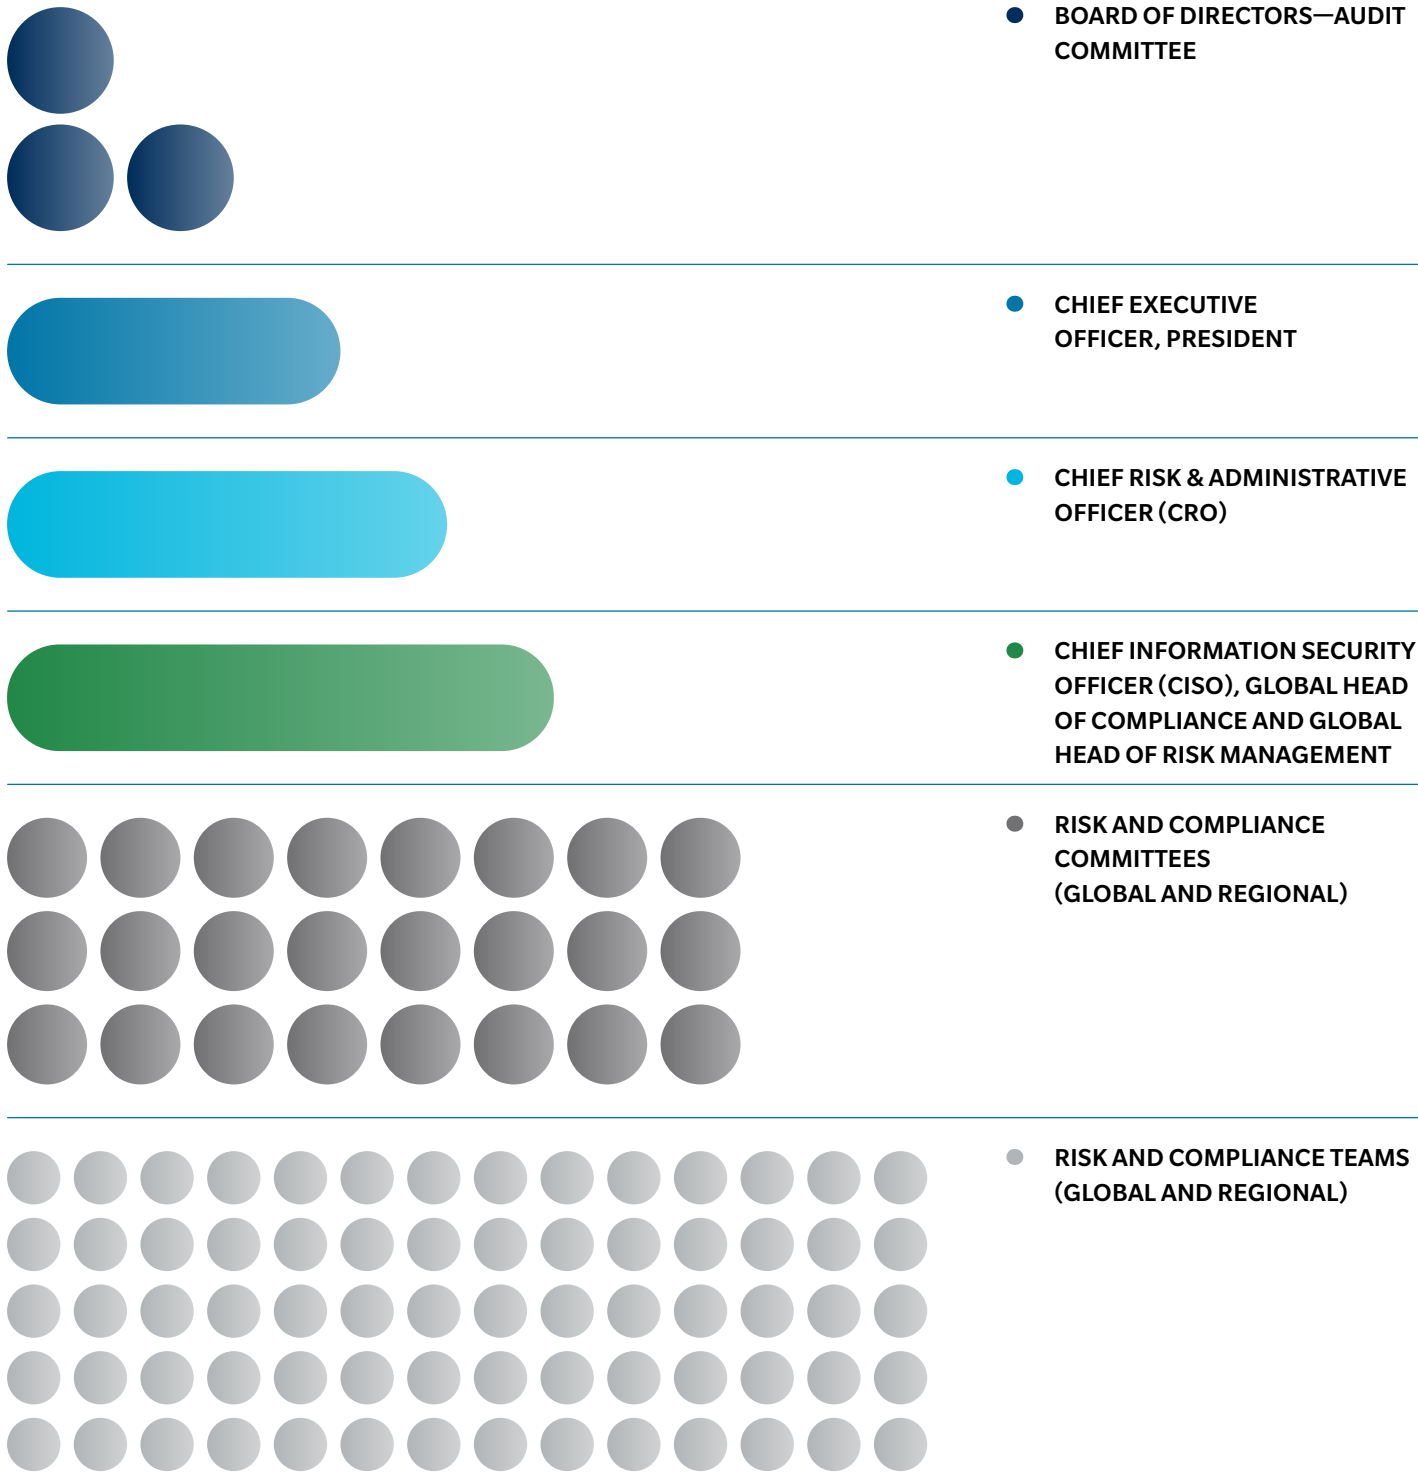 BOARD OF DIRECTORS—AUDIT
COMMITTEE
CHIEF EXECUTIVE
OFFICER, PRESIDENT
CHIEF RISK & ADMINISTRATIVE
OFFICER (CRO)
CHIEF INFORMATION SECURITY
OFFICER (CISO), GLOBAL HEAD
OF COMPLIANCE AND GLOBAL
HEAD OF RISK MANAGEMENT
RISK AND COMPLIANCE
COMMITTEES
(GLOBAL AND REGIONAL)
RISK AND COMPLIANCE TEAMS
(GLOBAL AND REGIONAL)